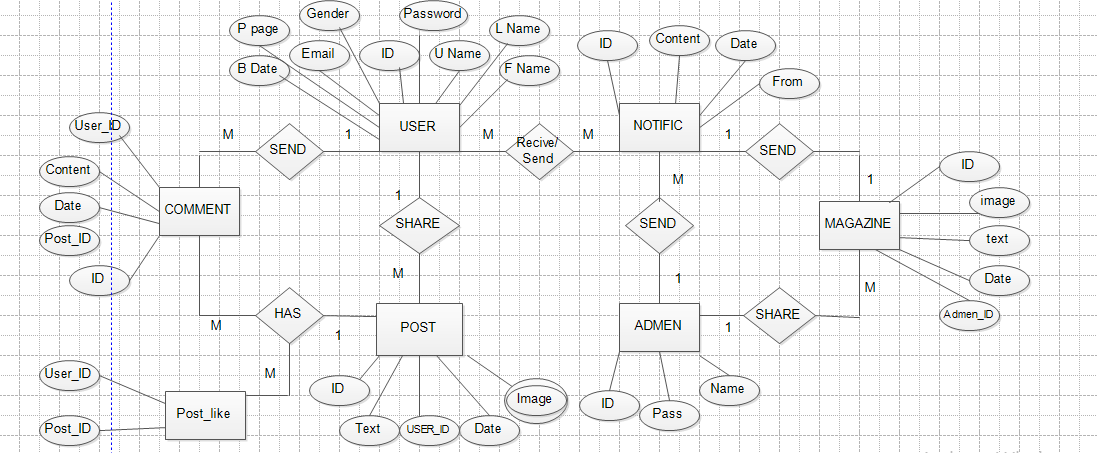 Gender
Password
P page
L Name
ID
Content
Date
Email
ID
U Name
B Date
F Name
From
User_ID
M
SEND
1
USER
M
Recive/
Send
M
NOTIFIC
1
SEND
ID
Content
COMMENT
1
M
1
image
Date
SHARE
SEND
MAGAZINE
Post_ID
text
ID
M
1
Date
M
HAS
M
1
POST
ADMEN
1
SHARE
Admen_ID
User_ID
M
ID
Image
Name
Post_like
ID
Pass
Post_ID
Text
USER_ID
Date